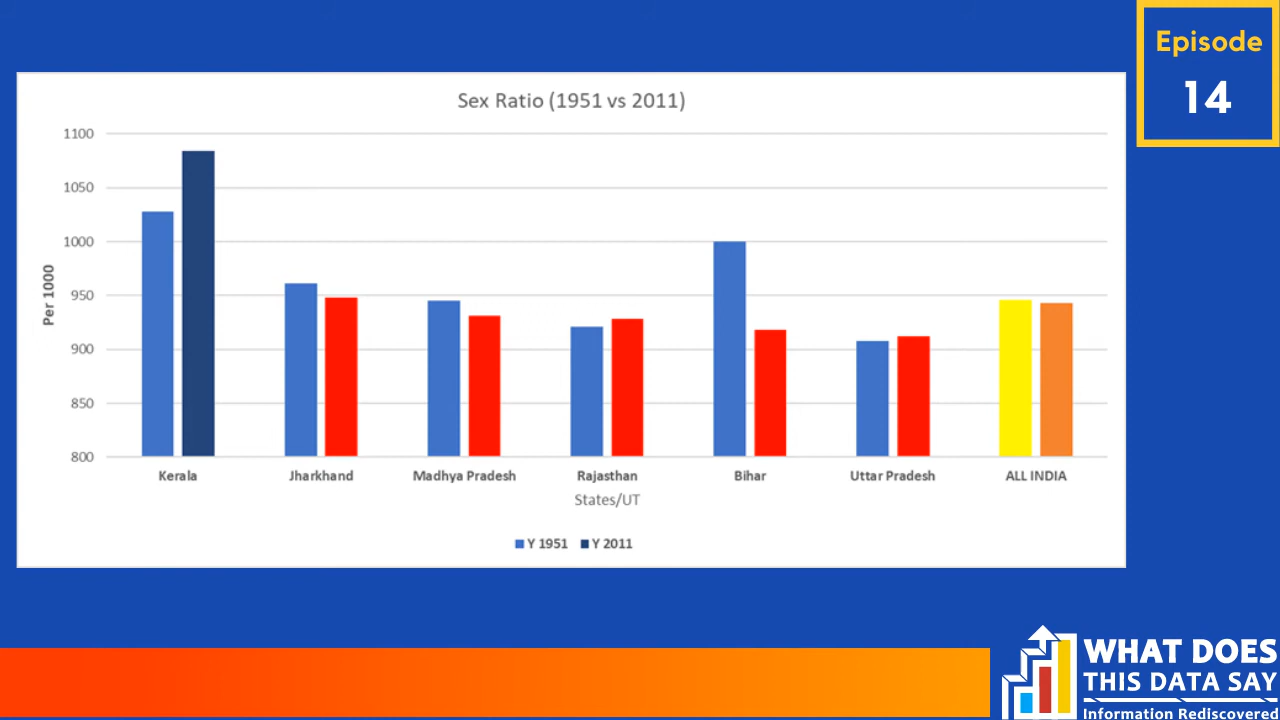 Episode
14
Sex Ratio (1951 vs 2011)
1100
1050
1000
950
900
850
800
Per 1000
Kerala Jharkhand Madhya Pradesh Rajasthan Bihar Uttar Pradesh ALL INDIA
States/UT
Y 1951 Y 2011
WHAT DOES
THIS DATA SAY
Information Rediscovered